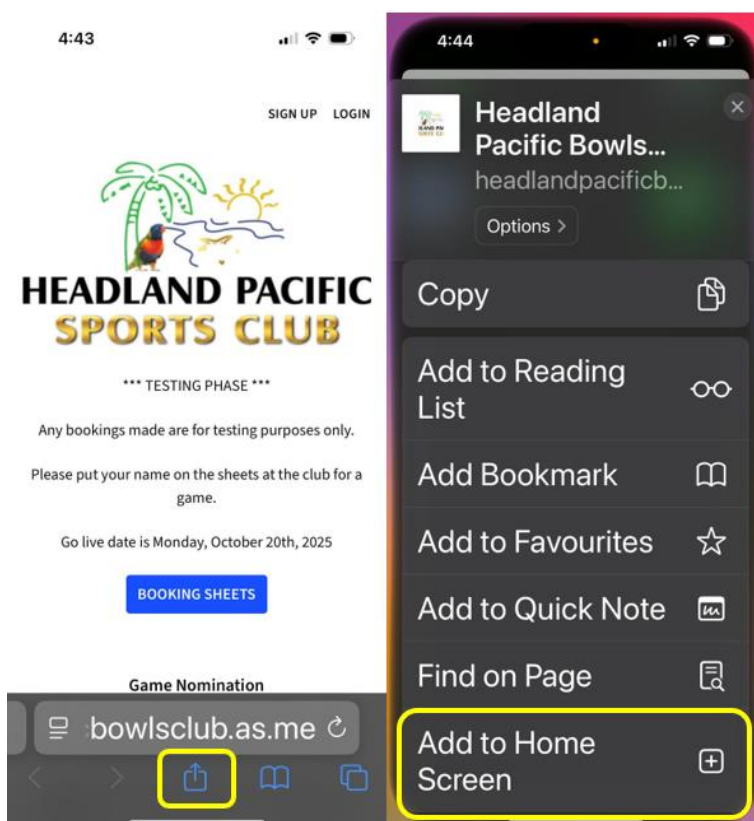 4:43
SIGN UP LOGIN
HEADLAND PACIFIC
SPORTS CLUB
*** TESTING PHASE ***
Any bookings made are for testing purposes only.
Please put your name on the sheets at the club for a
game.
Go live date is Monday, October 20th, 2025
BOOKING SHEETS
Game Nomination
bowlsclub.as.me
4:44
Headland
Pacific Bowls...
headlandpacificb...
Options >
Copy
Add to Reading
List
Add Bookmark
Add to Favourites
Add to Quick Note
Find on Page
Add to Home
Screen